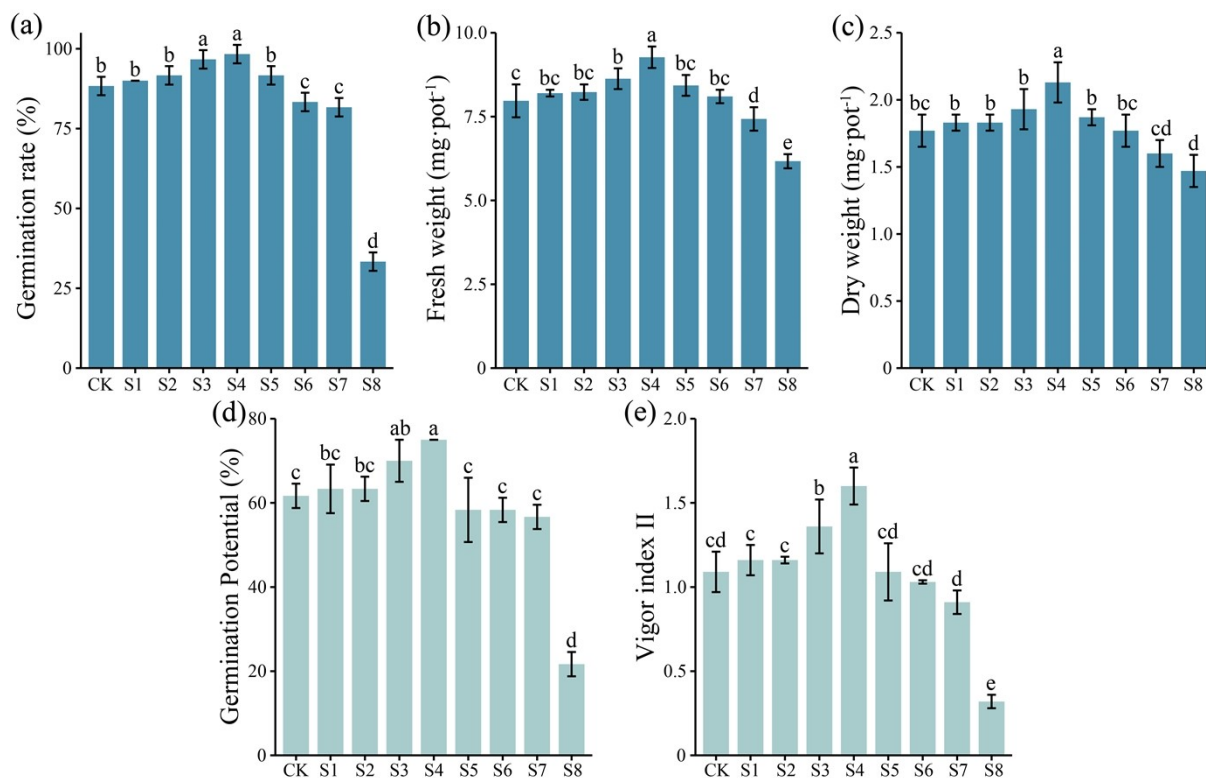 (a)
Germination rate (%)
100
75
50
25
0
b b b a a b c c d
CK S1 S2 S3 S4 S5 S6 S7 S8
(b)
Fresh weight (mg·pot⁻¹)
10.0
7.5
5.0
2.5
0
c bc bc b a bc bc d e
CK S1 S2 S3 S4 S5 S6 S7 S8
(c)
Dry weight (mg·pot⁻¹)
2.5
2.0
1.5
1.0
0.5
0
bc b b b a b bc cd d
CK S1 S2 S3 S4 S5 S6 S7 S8
(d)
Germination Potential (%)
80
60
40
20
0
c bc bc ab a c c c d
CK S1 S2 S3 S4 S5 S6 S7 S8
(e)
Vigor index II
2.0
1.5
1.0
0.5
0
cd c c b a cd cd d e
CK S1 S2 S3 S4 S5 S6 S7 S8